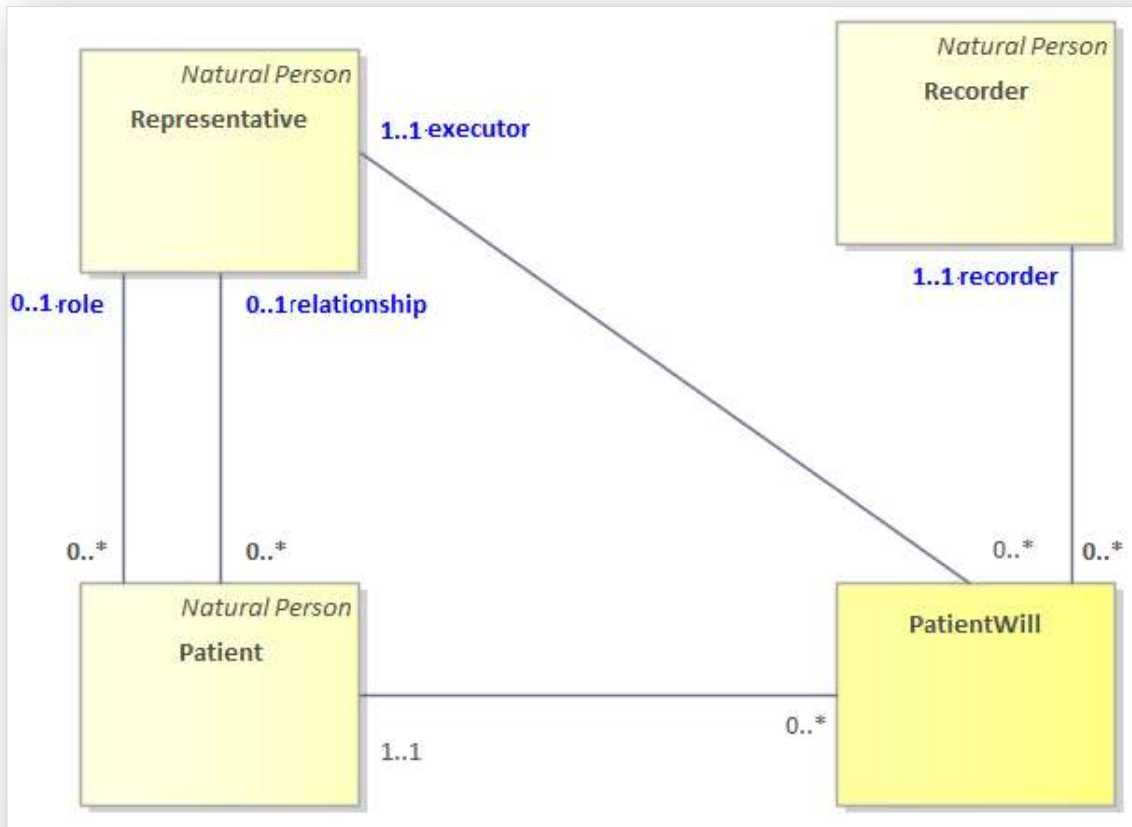 Natural Person
Representative
Natural Person
Recorder
1..1 executor
0..1 role
0..1 relationship
1..1 recorder
0..*
0..*
0..*
0..*
Natural Person
Patient
PatientWill
1..1
0..*